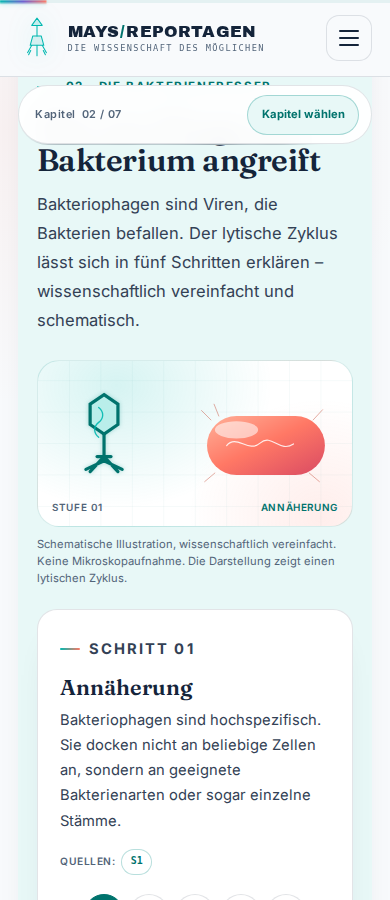 MAYS/REPORTAGEN
DIE WISSENSCHAFT DES MÖGLICHEN
Kapitel 02 / 07
Kapitel wählen
Bakterium angreift
Bakteriophagen sind Viren, die
Bakterien befallen. Der lytische Zyklus
lässt sich in fünf Schritten erklären –
wissenschaftlich vereinfacht und
schematisch.
STUFE 01
ANNÄHERUNG
Schematische Illustration, wissenschaftlich vereinfacht.
Keine Mikroskopaufnahme. Die Darstellung zeigt einen
lytischen Zyklus.
SCHRITT 01
Annäherung
Bakteriophagen sind hochspezifisch.
Sie docken nicht an beliebige Zellen
an, sondern an geeignete
Bakterienarten oder sogar einzelne
Stämme.
QUELLEN: S1